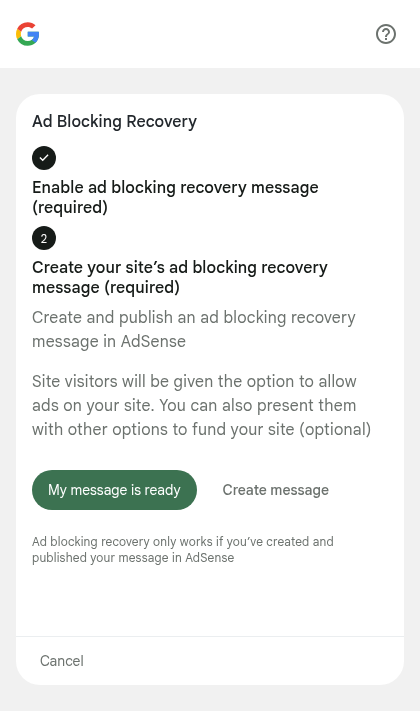 Ad Blocking Recovery
Enable ad blocking recovery message
(required)
2
Create your site's ad blocking recovery
message (required)
Create and publish an ad blocking recovery
message in AdSense
Site visitors will be given the option to allow
ads on your site. You can also present them
with other options to fund your site (optional)
My message is ready
Create message
Ad blocking recovery only works if you've created and
published your message in AdSense
Cancel